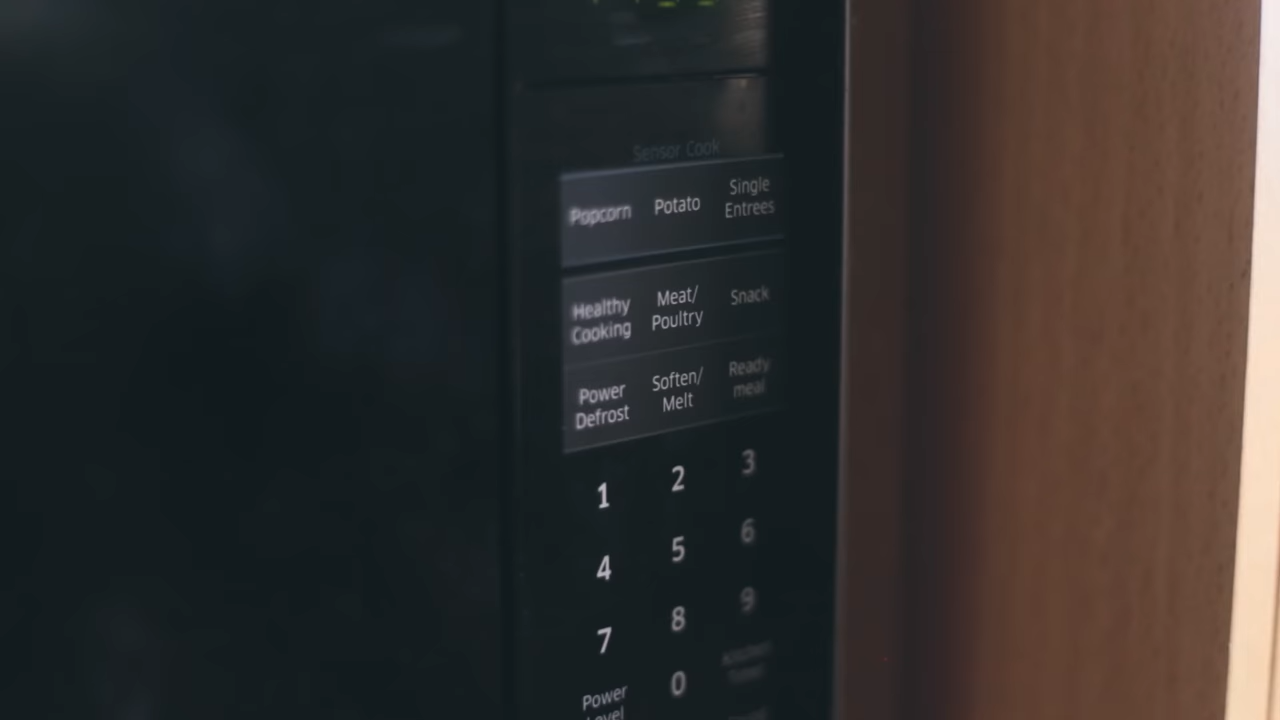 Sensor Cook
Popcorn
Potato
Single
Entrees
Healthy
Cooking
Meat/
Poultry
Snack
Power
Defrost
Soften/
Melt
Ready
meal
1
2
3
4
5
6
7
8
9
Power
Level
0